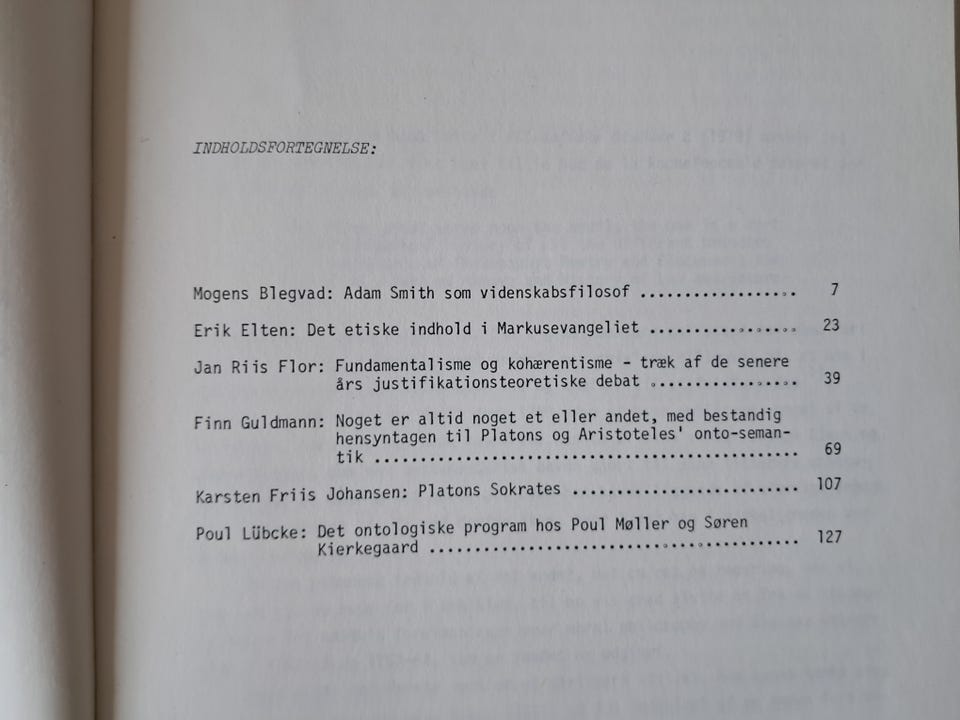 INDHOLDSFORTEGNELSE:
Mogens Blegvad: Adam Smith som videnskabsfilosof .................. 7
Erik Elten: Det etiske indhold i Markusevangeliet ................ 23
Jan Riis Flor: Fundamentalisme og kohærentisme - træk af de senere
års justifikationsteoretiske debat ................ 39
Finn Guldmann: Noget er altid noget et eller andet, med bestandig
hensyntagen til Platons og Aristoteles' onto-seman-
tik .............................................. 69
Karsten Friis Johansen: Platons Sokrates ......................... 107
Poul Lübcke: Det ontologiske program hos Poul Møller og Søren
Kierkegaard ........................................ 127